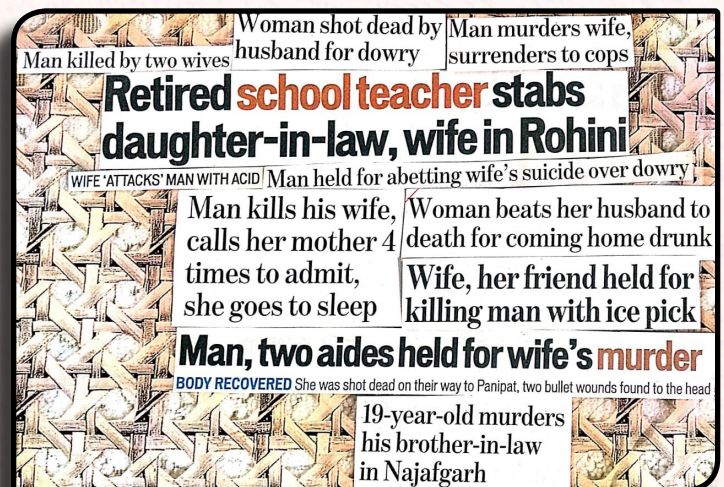 Woman shot dead by
husband for dowry
Man murders wife,
surrenders to cops
Man killed by two wives
Retired school teacher stabs
daughter-in-law, wife in Rohini
WIFE ‘ATTACKS’ MAN WITH ACID
Man held for abetting wife’s suicide over dowry
Man kills his wife,
calls her mother 4
times to admit,
she goes to sleep
Woman beats her husband to
death for coming home drunk
Wife, her friend held for
killing man with ice pick
Man, two aides held for wife’s murder
BODY RECOVERED She was shot dead on their way to Panipat, two bullet wounds found to the head
19-year-old murders
his brother-in-law
in Najafgarh